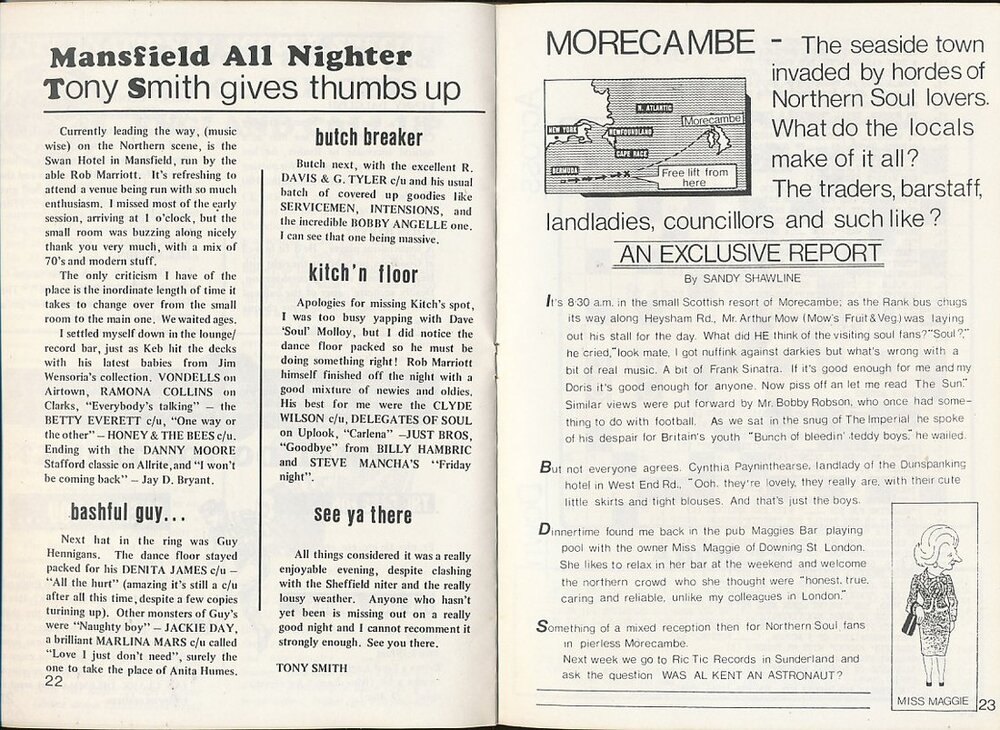 Mansfield All Nighter
Tony Smith gives thumbs up
Currently leading the way, (music
wise) on the Northern scene, is the
Swan Hotel in Mansfield, run by the
able Rob Marriott. It's refreshing to
attend a venue being run with so much
enthusiasm. I missed most of the early
session, arriving at 1 o'clock, but the
small room was buzzing along nicely
thank you very much, with a mix of
70's and modern stuff.
The only criticism I have of the
place is the inordinate length of time it
takes to change over from the small
room to the main one. We waited ages.
I settled myself down in the lounge/
record bar, just as Keb hit the decks
with his latest babies from Jim
Wensoria's collection. VONDELLS on
Airtown, RAMONA COLLINS on
Clarks, "Everybody's talking" – the
BETTY EVERETT c/u, "One way or
the other" – HONEY & THE BEES c/u.
Ending with the DANNY MOORE
Stafford classic on Allrite, and "I won't
be coming back" – Jay D. Bryant.
bashful guy...
Next hat in the ring was Guy
Hennigans. The dance floor stayed
packed for his DENITA JAMES c/u –
"All the hurt" (amazing it's still a c/u
after all this time, despite a few copies
turining up). Other monsters of Guy's
were "Naughty boy" – JACKIE DAY,
a brilliant MARLINA MARS c/u called
"Love I just don't need", surely the
one to take the place of Anita Humes.
22
butch breaker
Butch next, with the excellent R.
DAVIS & G. TYLER c/u and his usual
batch of covered up goodies like
SERVICEMEN, INTENSIONS, and
the incredible BOBBY ANGELLE one.
I can see that one being massive.
kitch'n floor
Apologies for missing Kitch's spot,
I was too busy yapping with Dave
'Soul' Molloy, but I did notice the
dance floor packed so he must be
doing something right! Rob Marriott
himself finished off the night with a
good mixture of newies and oldies.
His best for me were the CLYDE
WILSON c/u, DELEGATES OF SOUL
on Uplook, "Carlena" –JUST BROS,
"Goodbye" from BILLY HAMBRIC
and STEVE MANCHA'S "Friday
night".
see ya there
All things considered it was a really
enjoyable evening, despite clashing
with the Sheffield niter and the really
lousy weather. Anyone who hasn't
yet been is missing out on a really
good night and I cannot recommend it
strongly enough. See you there.
TONY SMITH
MORECAMBE - The seaside town
invaded by hordes of
Northern Soul lovers.
What do the locals
make of it all?
The traders, barstaff,
landladies, councillors and such like?
N. ATLANTIC
Morecambe
NEW YORK
NEWFOUNDLAND
CAPE RACE
BERMUDA
Free lift from
here
AN EXCLUSIVE REPORT
By SANDY SHAWLINE
It's 8·30 a.m. in the small Scottish resort of Morecambe; as the Rank bus chugs
its way along Heysham Rd., Mr. Arthur Mow (Mow's Fruit & Veg.) was laying
out his stall for the day. What did HE think of the visiting soul fans? "Soul?,"
he cried, "look mate, I got nuffink against darkies but what's wrong with a
bit of real music. A bit of Frank Sinatra. If it's good enough for me and my
Doris it's good enough for anyone. Now piss off an let me read The Sun."
Similar views were put forward by Mr. Bobby Robson, who once had some-
thing to do with football. As we sat in the snug of The Imperial he spoke
of his despair for Britain's youth "Bunch of bleedin' teddy boys," he wailed.
But not everyone agrees. Cynthia Payninthearse, landlady of the Dunspanking
hotel in West End Rd., "Ooh, they're lovely, they really are, with their cute
little skirts and tight blouses. And that's just the boys.
Dinnertime found me back in the pub Maggies Bar playing
pool with the owner Miss Maggie of Downing St London.
She likes to relax in her bar at the weekend and welcome
the northern crowd who she thought were "honest, true,
caring and reliable, unlike my colleagues in London."
Something of a mixed reception then for Northern Soul fans
in pierless Morecambe.
Next week we go to Ric Tic Records in Sunderland and
ask the question WAS AL KENT AN ASTRONAUT?
MISS MAGGIE
23